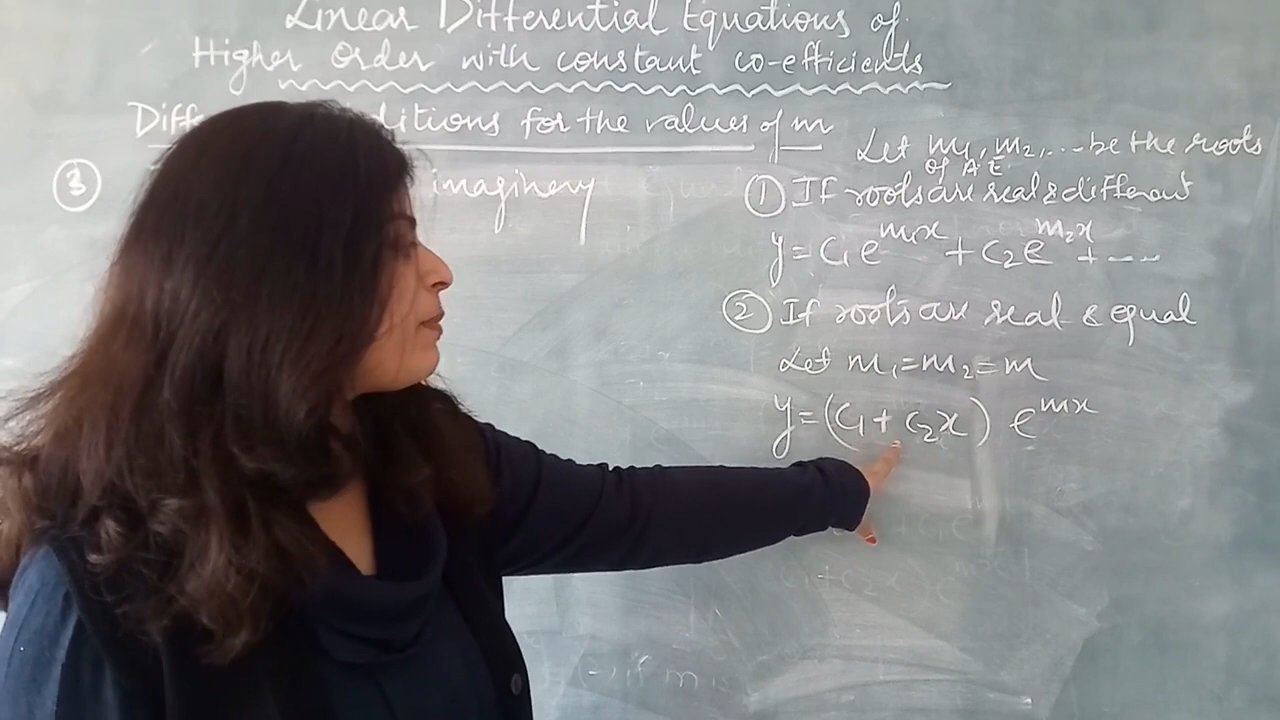 Linear Differential Equations of
Higher Order with constant co-efficients
Diff ditions for the values of m
③ imaginery
Let m₁, m₂, ... be the roots
of A E
① If roots are real & different
y = C₁e^{m₁x} + C₂e^{m₂x} + ---
② If roots are real & equal
Let m₁ = m₂ = m
y = (C₁ + C₂x) e^{mx}